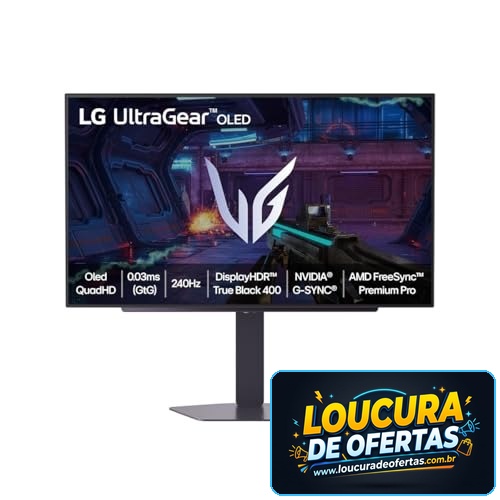 LG UltraGear™ OLED
Oled QuadHD
0.03ms (GtG)
240Hz
DisplayHDR™ True Black 400
NVIDIA® G-SYNC®
AMD FreeSync™ Premium Pro
LOUCURA
DE OFERTAS
www.loucuradeofertas.com.br